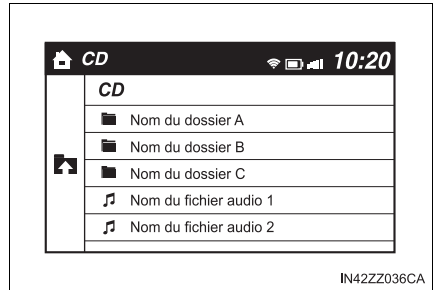 CD 10:20
CD
Nom du dossier A
Nom du dossier B
Nom du dossier C
Nom du fichier audio 1
Nom du fichier audio 2
IN42ZZ036CA